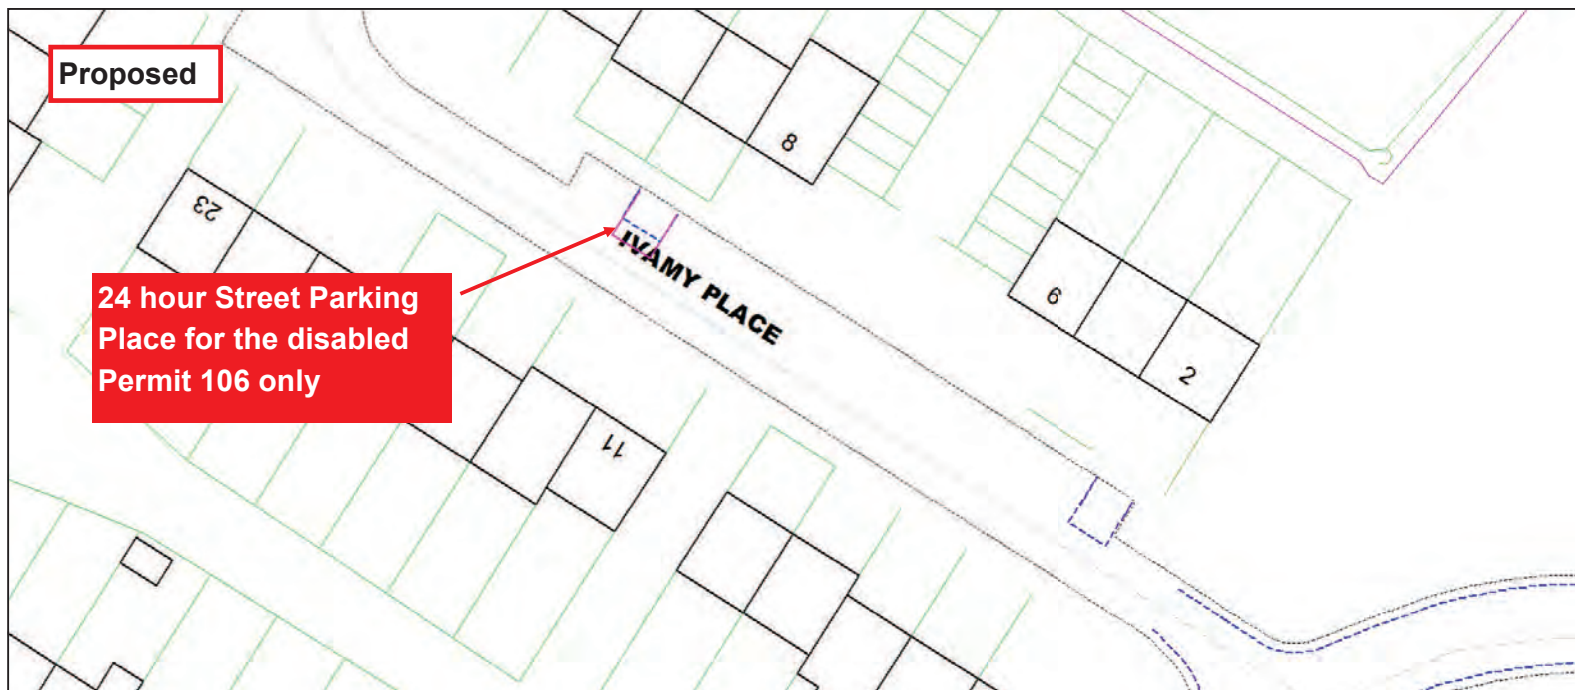 Proposed
8
23
IVAMY PLACE
24 hour Street Parking
Place for the disabled
Permit 106 only
6
2
11